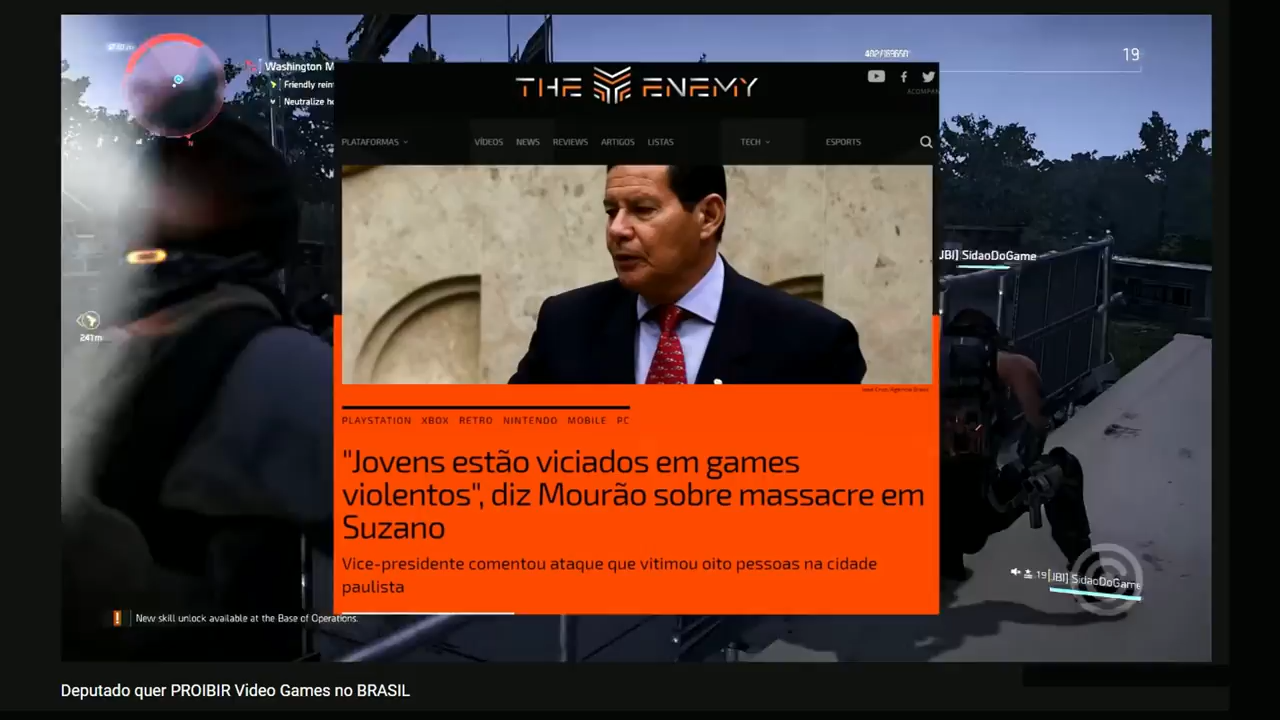 Washington M
Friendly rein
Neutralize ho
19
THE ENEMY
ACOMPAN
PLATAFORMAS VÍDEOS NEWS REVIEWS ARTIGOS LISTAS TECH ESPORTS
JBI] SidaoDoGame
241m
PLAYSTATION XBOX RETRO NINTENDO MOBILE PC
"Jovens estão viciados em games
violentos", diz Mourão sobre massacre em
Suzano
Vice-presidente comentou ataque que vitimou oito pessoas na cidade
paulista
19 [JBI] SidaoDoGame
New skill unlock available at the Base of Operations.
Deputado quer PROIBIR Video Games no BRASIL